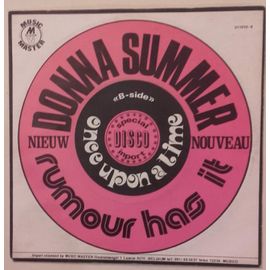 MUSIC
MASTER
DONNA SUMMER
«B-side»
once upon a time
special
DISCO
import
NIEUW
NOUVEAU
rumour has it